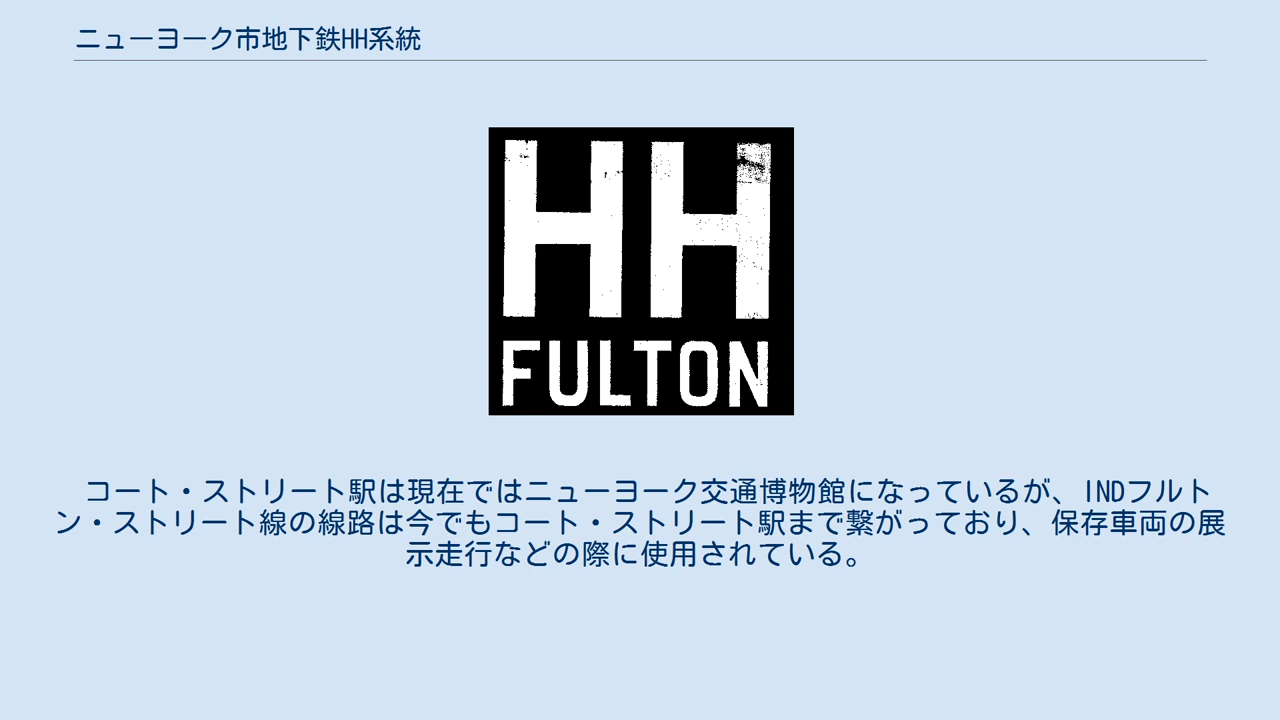 ニューヨーク市地下鉄HH系統
HH
FULTON
コート・ストリート駅は現在ではニューヨーク交通博物館になっているが、INDフルト
ン・ストリート線の線路は今でもコート・ストリート駅まで繋がっており、保存車両の展
示走行などの際に使用されている。